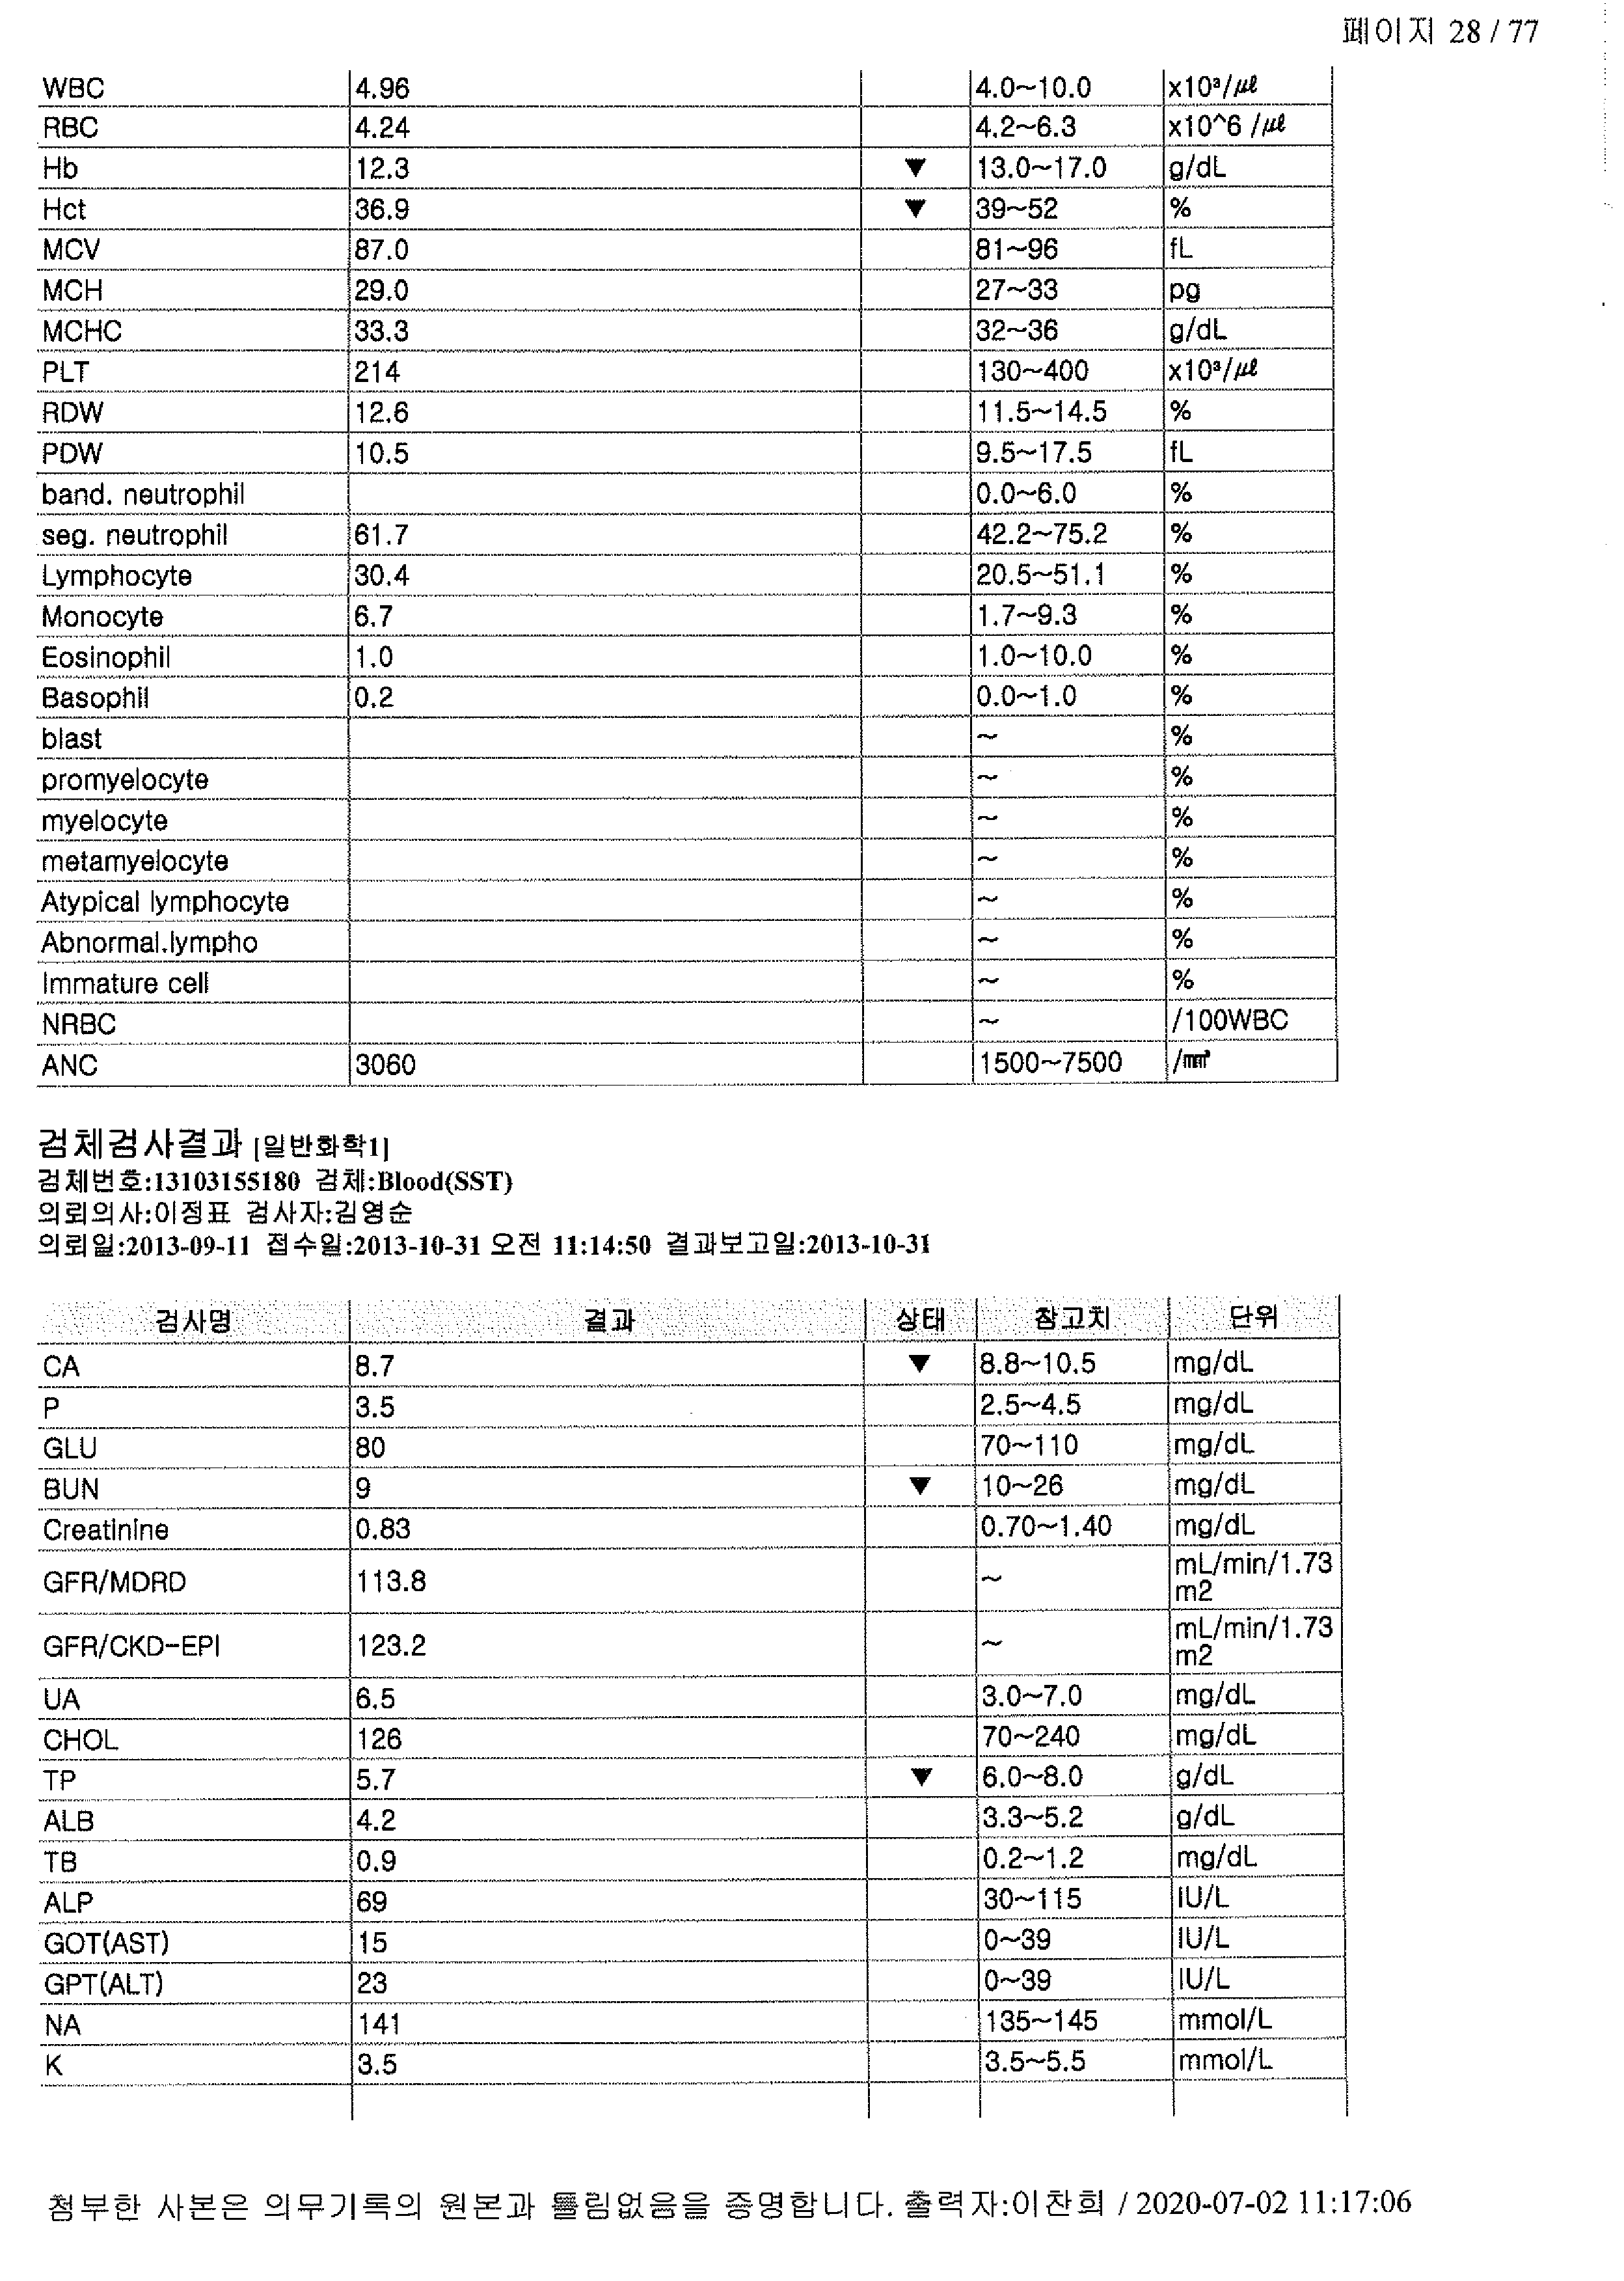 페이지 28 / 77
WBC 4.96 4.0~10.0 x10³/㎕
RBC 4.24 4.2~6.3 x10^6 /㎕
Hb 12.3 ▼ 13.0~17.0 g/dL
Hct 36.9 ▼ 39~52 %
MCV 87.0 81~96 fL
MCH 29.0 27~33 pg
MCHC 33.3 32~36 g/dL
PLT 214 130~400 x10³/㎕
RDW 12.6 11.5~14.5 %
PDW 10.5 9.5~17.5 fL
band. neutrophil 0.0~6.0 %
seg. neutrophil 61.7 42.2~75.2 %
Lymphocyte 30.4 20.5~51.1 %
Monocyte 6.7 1.7~9.3 %
Eosinophil 1.0 1.0~10.0 %
Basophil 0.2 0.0~1.0 %
blast ~ %
promyelocyte ~ %
myelocyte ~ %
metamyelocyte ~ %
Atypical lymphocyte ~ %
Abnormal.lympho ~ %
Immature cell ~ %
NRBC ~ /100WBC
ANC 3060 1500~7500 /㎣
검체검사결과 [일반화학1]
검체번호:13103155180 검체:Blood(SST)
의뢰의사:이정표 검사자:김영순
의뢰일:2013-09-11 접수일:2013-10-31 오전 11:14:50 결과보고일:2013-10-31
검사명 결과 상태 참고치 단위
CA 8.7 ▼ 8.8~10.5 mg/dL
P 3.5 2.5~4.5 mg/dL
GLU 80 70~110 mg/dL
BUN 9 ▼ 10~26 mg/dL
Creatinine 0.83 0.70~1.40 mg/dL
GFR/MDRD 113.8 ~ mL/min/1.73
m2
GFR/CKD-EPI 123.2 ~ mL/min/1.73
m2
UA 6.5 3.0~7.0 mg/dL
CHOL 126 70~240 mg/dL
TP 5.7 ▼ 6.0~8.0 g/dL
ALB 4.2 3.3~5.2 g/dL
TB 0.9 0.2~1.2 mg/dL
ALP 69 30~115 IU/L
GOT(AST) 15 0~39 IU/L
GPT(ALT) 23 0~39 IU/L
NA 141 135~145 mmol/L
K 3.5 3.5~5.5 mmol/L
첨부한 사본은 의무기록의 원본과 틀림없음을 증명합니다. 출력자:이찬희 / 2020-07-02 11:17:06